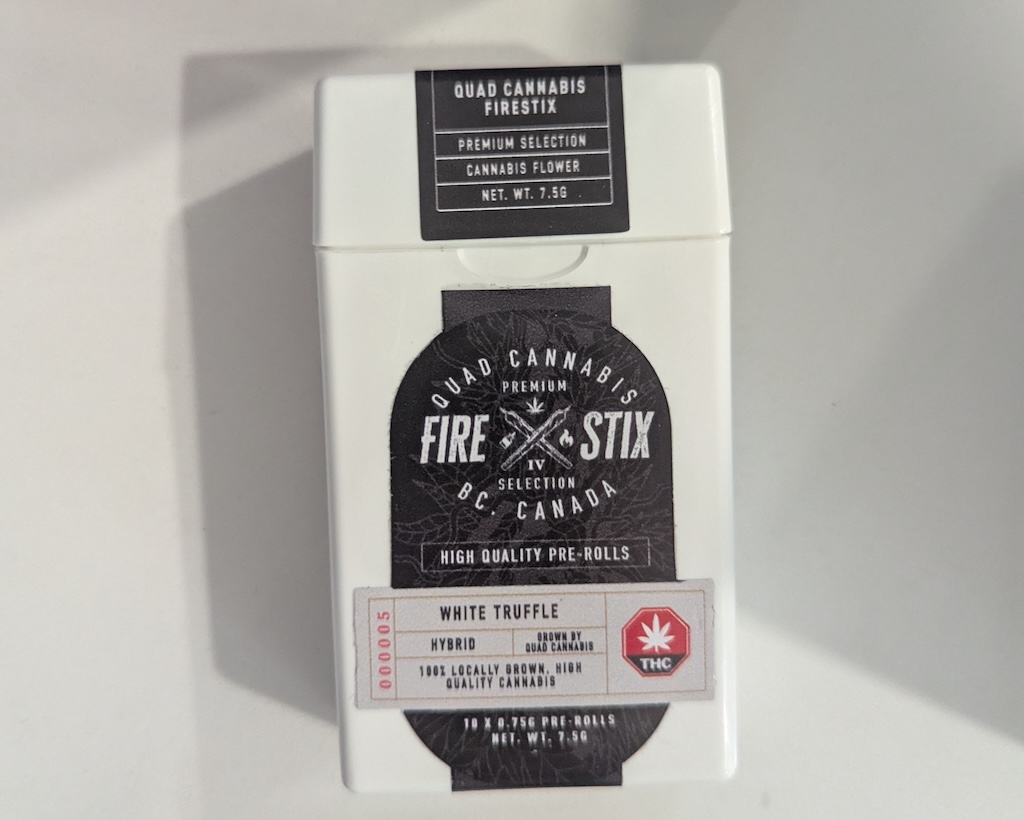 QUAD CANNABIS
FIRESTIX
PREMIUM SELECTION
CANNABIS FLOWER
NET. WT. 7.5G
QUAD CANNABIS
PREMIUM
FIRE STIX
IV
SELECTION
BC. CANADA
HIGH QUALITY PRE-ROLLS
000005
WHITE TRUFFLE
HYBRID
GROWN BY
QUAD CANNABIS
100% LOCALLY GROWN, HIGH
QUALITY CANNABIS
THC
10 X 0.75G PRE-ROLLS
NET. WT. 7.5G